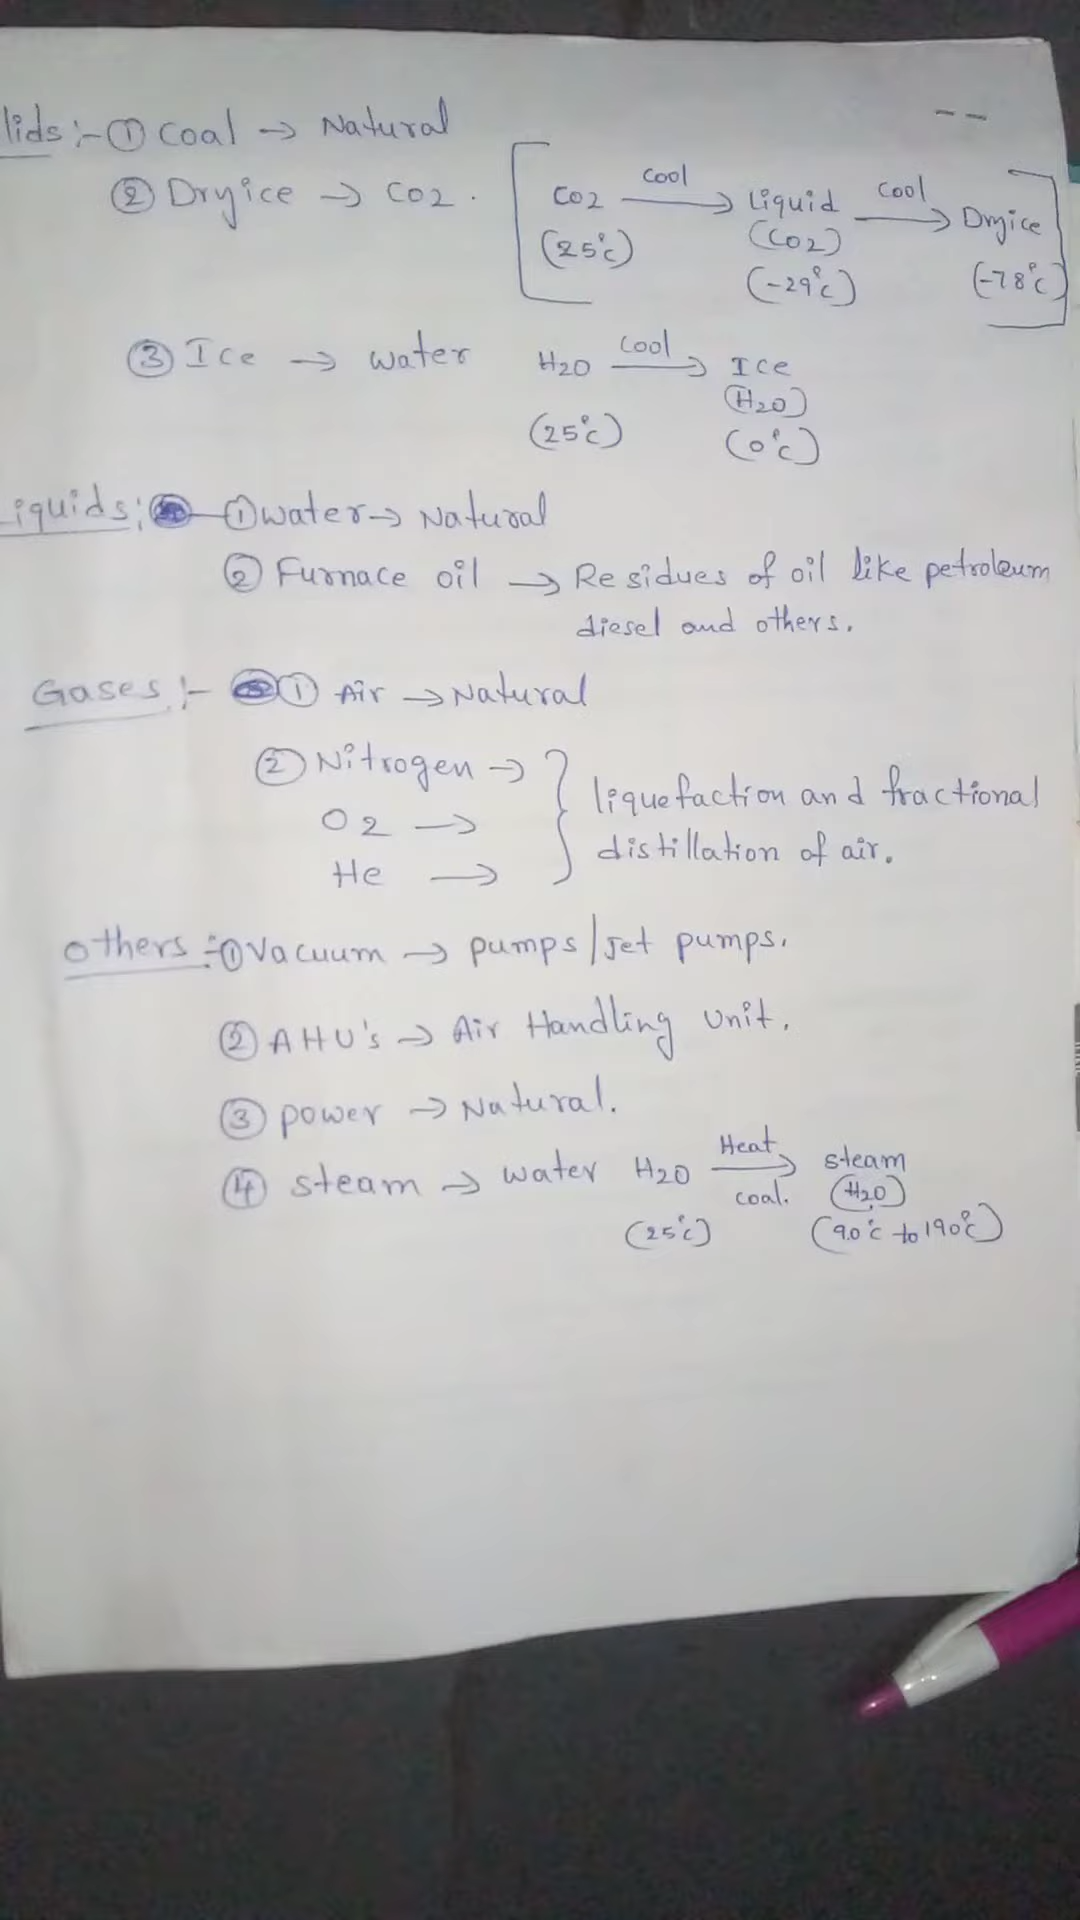 lids :- ① Coal → Natural
② Dryice → CO2.
CO2 cool → Liquid cool → Dryice
(25°c) (CO2)
(-29°c) (-78°c)
③ Ice → water H2O cool → Ice
(H2O)
(25°c) (0°c)
iquids: ① water → Natural
② Furnace oil → Residues of oil like petroleum
diesel and others.
Gases :- ① Air → Natural
② Nitrogen →
O2 →
He →
liquefaction and fractional
distillation of air.
others :- ① Vacuum → pumps/Jet pumps.
② AHU's → Air Handling Unit.
③ power → Natural.
④ steam → water H2O Heat → steam
coal. (H2O)
(25°c) (90°c to 190°c)